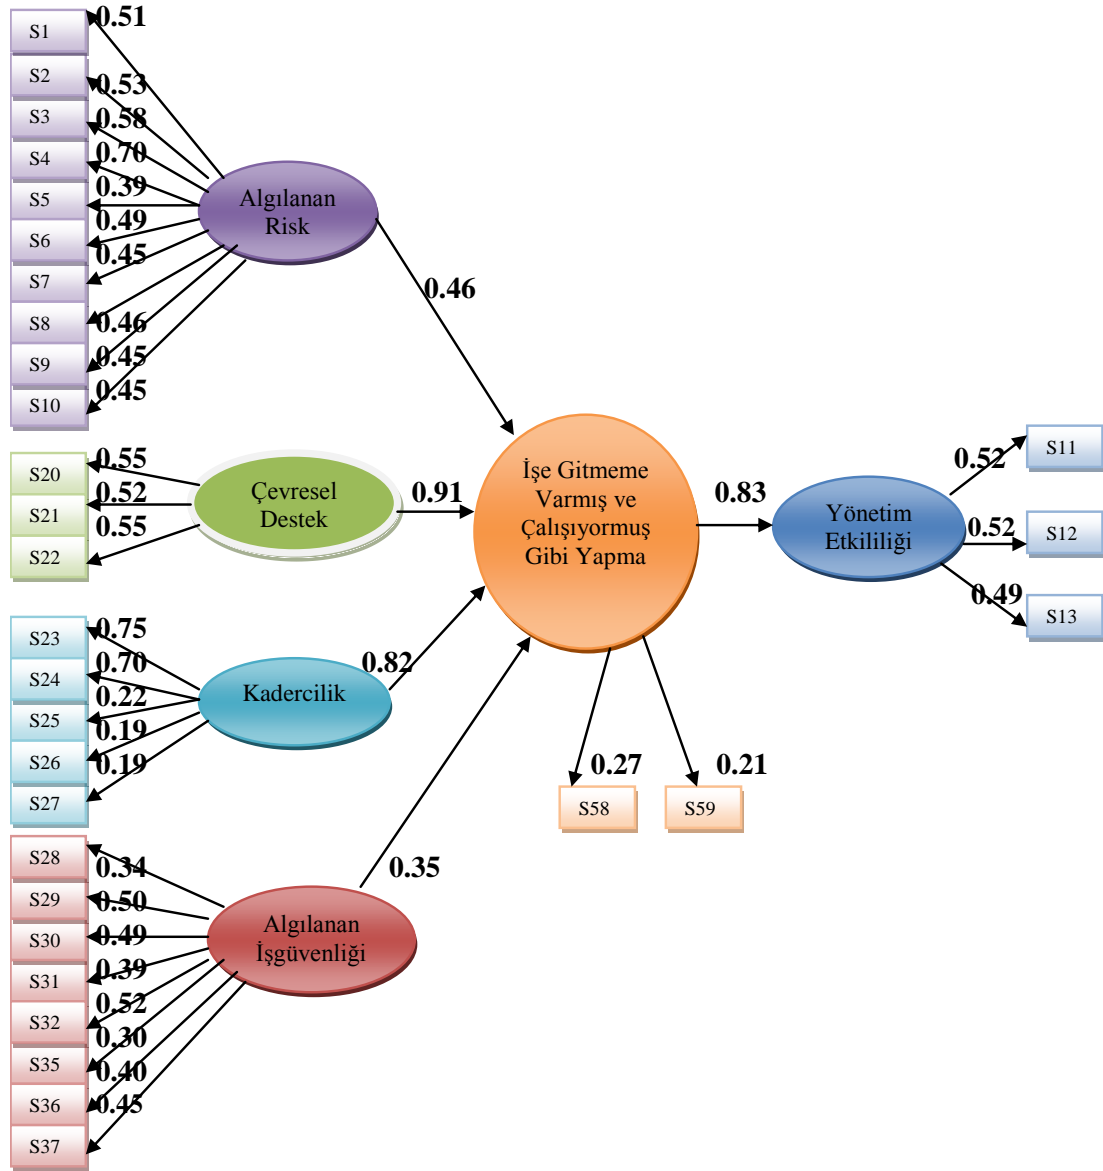 S1
0.51
S2
0.53
S3
0.58
S4
0.70
S5
0.39
S6
0.49
S7
0.45
S8
0.46
S9
0.45
S10
0.45
Algılanan
Risk
0.46
S20
0.55
S21
0.52
S22
0.55
Çevresel
Destek
0.91
S23
0.75
S24
0.70
S25
0.22
S26
0.19
S27
0.19
Kadercilik
0.82
S28
0.34
S29
0.50
S30
0.49
S31
0.39
S32
0.52
S35
0.30
S36
0.40
S37
0.45
Algılanan
İşgüvenliği
0.35
İşe Gitmeme
Varmış ve
Çalışıyormuş
Gibi Yapma
0.27
S58
0.21
S59
0.83
Yönetim
Etkililiği
0.52
S11
0.52
S12
0.49
S13